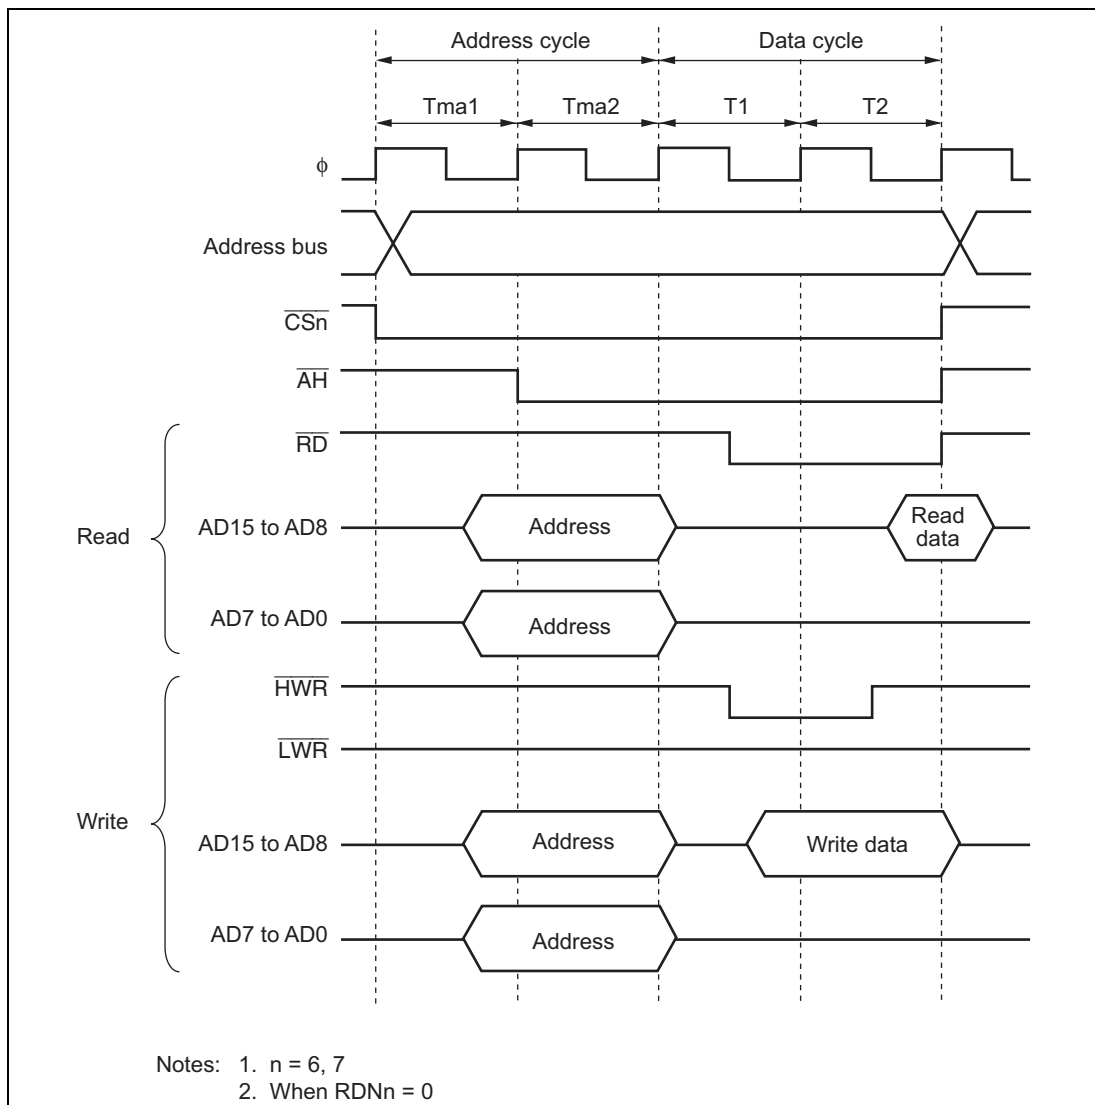 Address cycle Data cycle
Tma1 Tma2 T1 T2
ϕ
Address bus
CSn
AH
RD
Read
AD15 to AD8 Address Read data
AD7 to AD0 Address
HWR
LWR
Write
AD15 to AD8 Address Write data
AD7 to AD0 Address
Notes: 1. n = 6, 7
2. When RDNn = 0